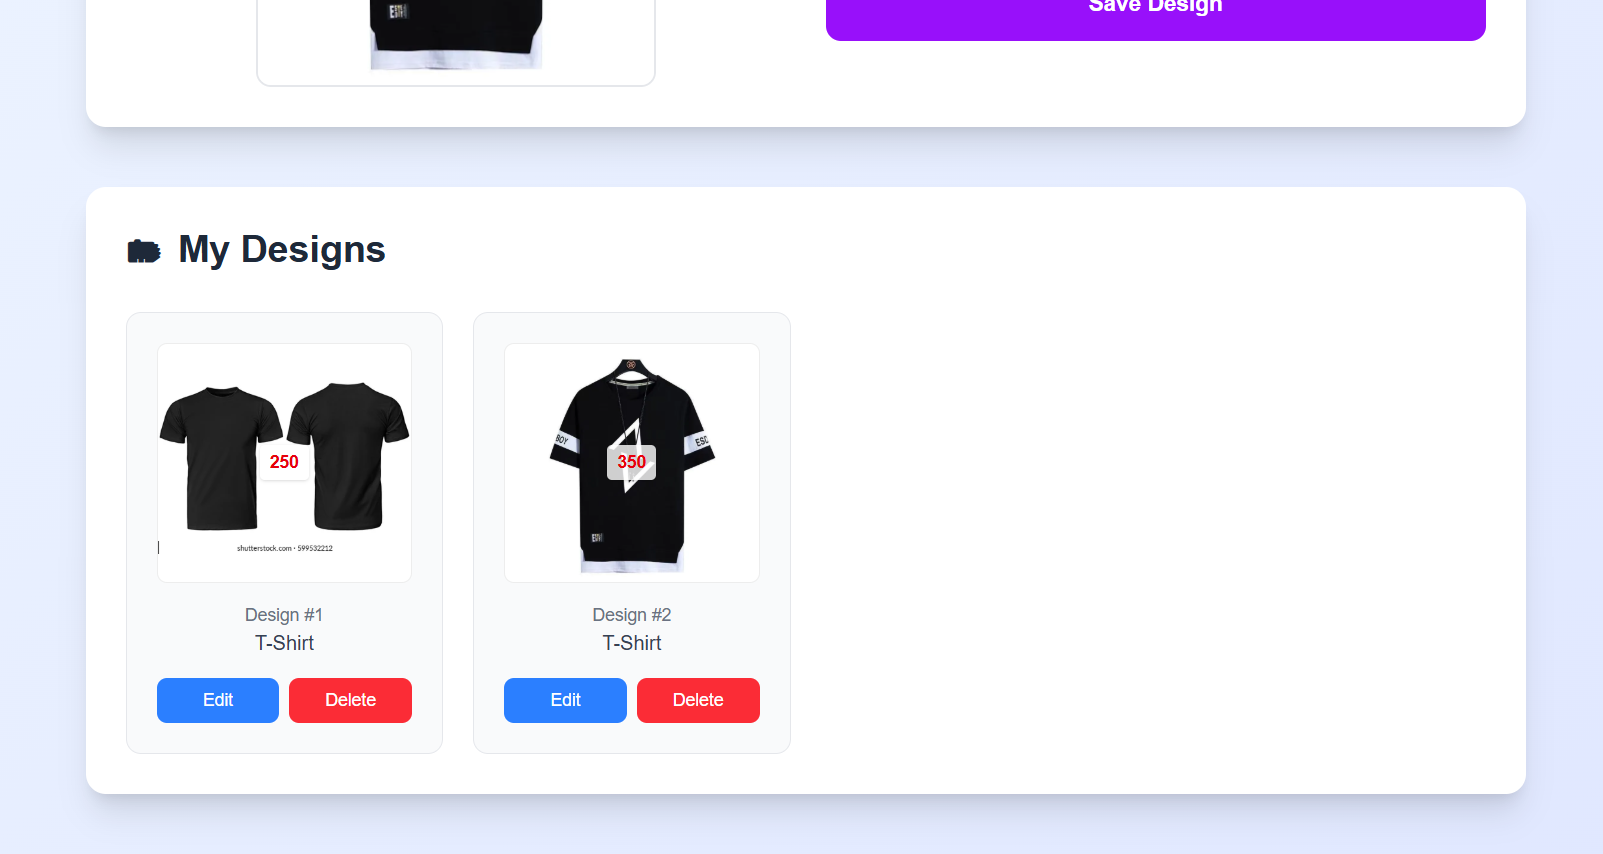 Save Design
My Designs
250
shutterstock.com • 599532212
Design #1
T-Shirt
Edit
Delete
BOY
350
Design #2
T-Shirt
Edit
Delete